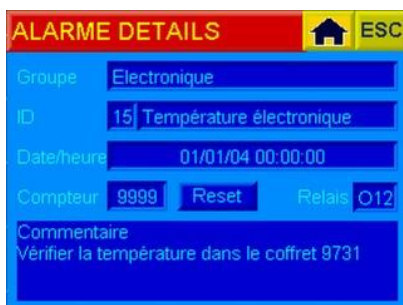 ALARME DETAILS ESC
Groupe Electronique
ID 15 Température électronique
Date/heure 01/01/04 00:00:00
Compteur 9999 Reset Relais O12
Commentaire
Vérifier la température dans le coffret 9731